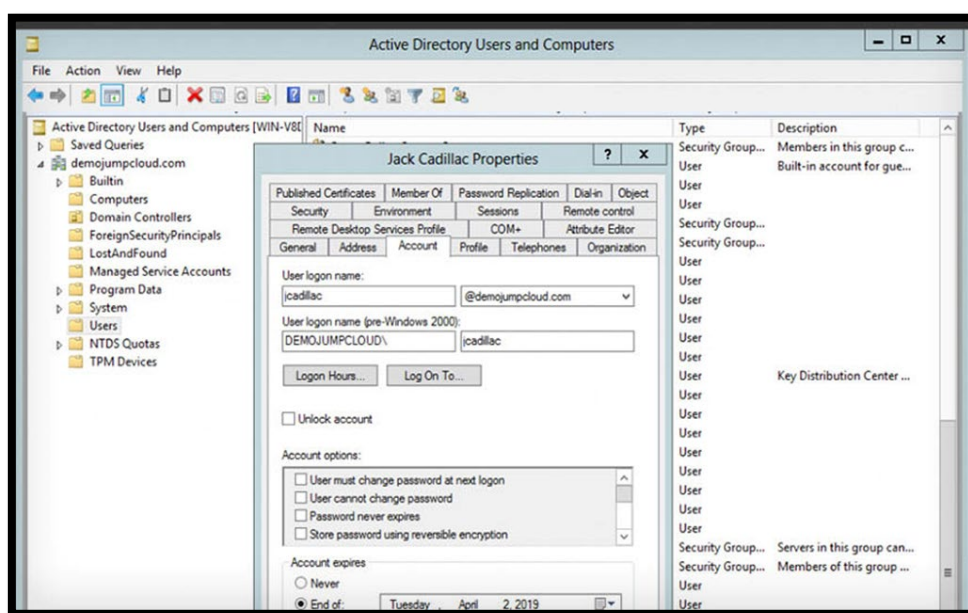 Active Directory Users and Computers
File Action View Help
Active Directory Users and Computers [WIN-V8
Saved Queries
demojumpcloud.com
Builtin
Computers
Domain Controllers
ForeignSecurityPrincipals
LostAndFound
Managed Service Accounts
Program Data
System
Users
NTDS Quotas
TPM Devices
Name
Jack Cadillac Properties ? x
Published Certificates Member Of Password Replication Dial-in Object
Security Environment Sessions Remote control
Remote Desktop Services Profile COM+ Attribute Editor
General Address Account Profile Telephones Organization
User logon name:
jcadillac @demojumpcloud.com
User logon name (pre-Windows 2000):
DEMOJUMPCLOUD\ jcadillac
Logon Hours... Log On To...
Unlock account
Account options:
User must change password at next logon
User cannot change password
Password never expires
Store password using reversible encryption
Account expires
Never
End of: Tuesday , April 2, 2019
Type Description
Security Group... Members in this group c...
User Built-in account for gue...
User
User
Security Group...
Security Group...
User
User
User
User
User
User
User Key Distribution Center ...
User
User
User
User
User
User
User
User
Security Group... Servers in this group can...
Security Group... Members of this group ...
User
User